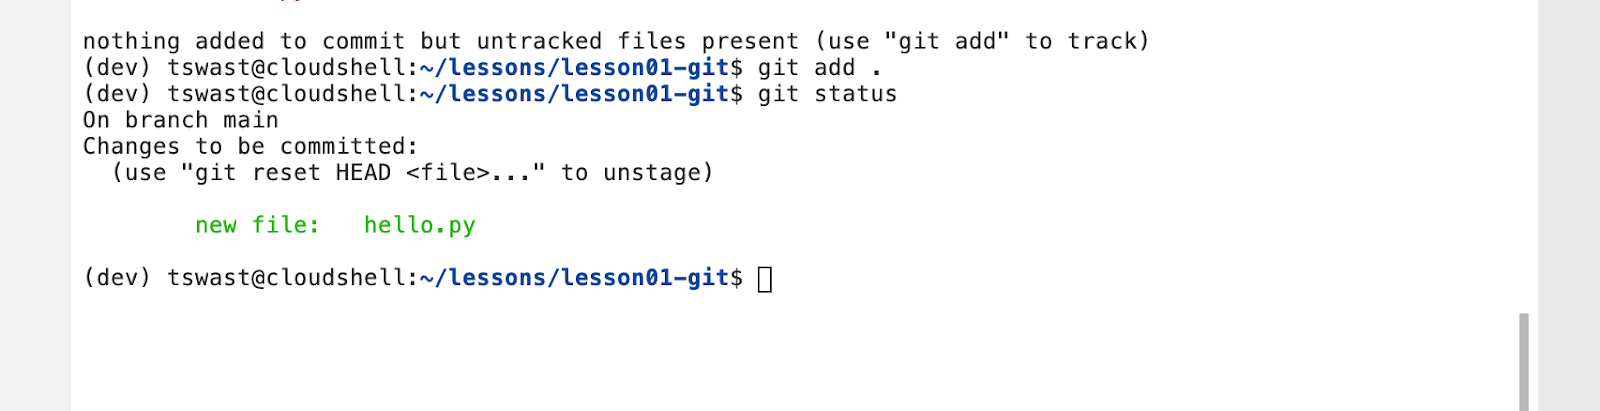 nothing added to commit but untracked files present (use "git add" to track)
(dev) tswast@cloudshell:~/lessons/lesson01-git$ git add .
(dev) tswast@cloudshell:~/lessons/lesson01-git$ git status
On branch main
Changes to be committed:
  (use "git reset HEAD <file>..." to unstage)
        new file:   hello.py
(dev) tswast@cloudshell:~/lessons/lesson01-git$